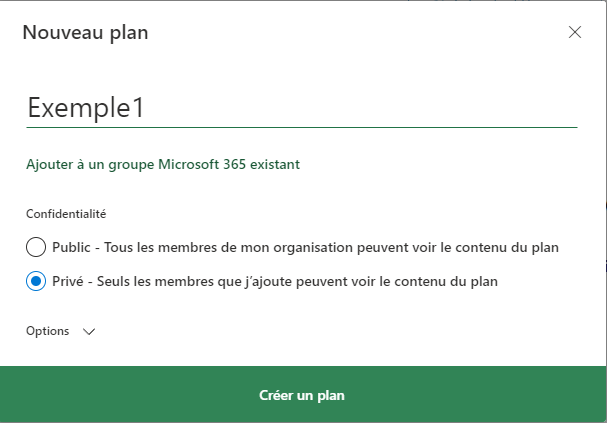 Nouveau plan
Exemple1
Ajouter à un groupe Microsoft 365 existant
Confidentialité
Public - Tous les membres de mon organisation peuvent voir le contenu du plan
Privé - Seuls les membres que j’ajoute peuvent voir le contenu du plan
Options
Créer un plan